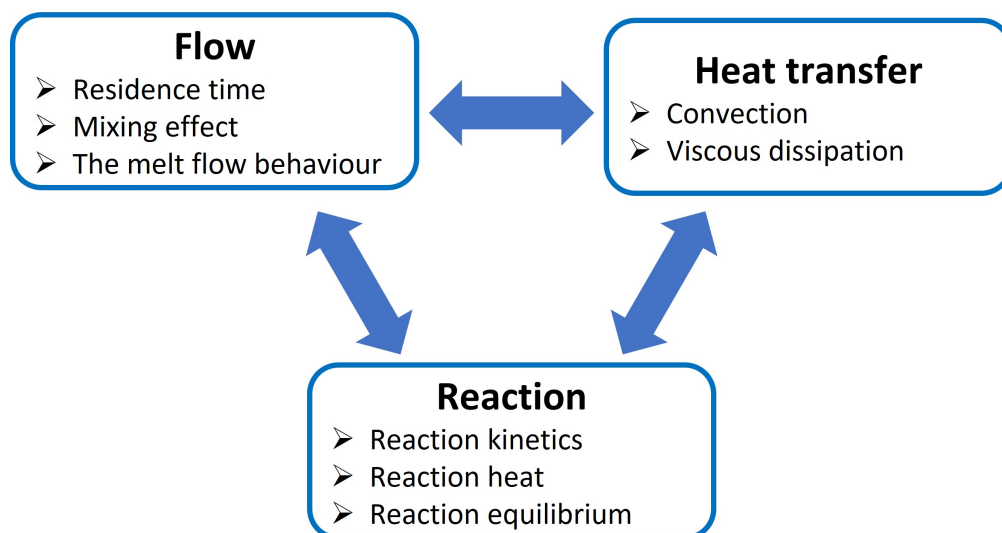 Flow
➢ Residence time
➢ Mixing effect
➢ The melt flow behaviour
Heat transfer
➢ Convection
➢ Viscous dissipation
Reaction
➢ Reaction kinetics
➢ Reaction heat
➢ Reaction equilibrium